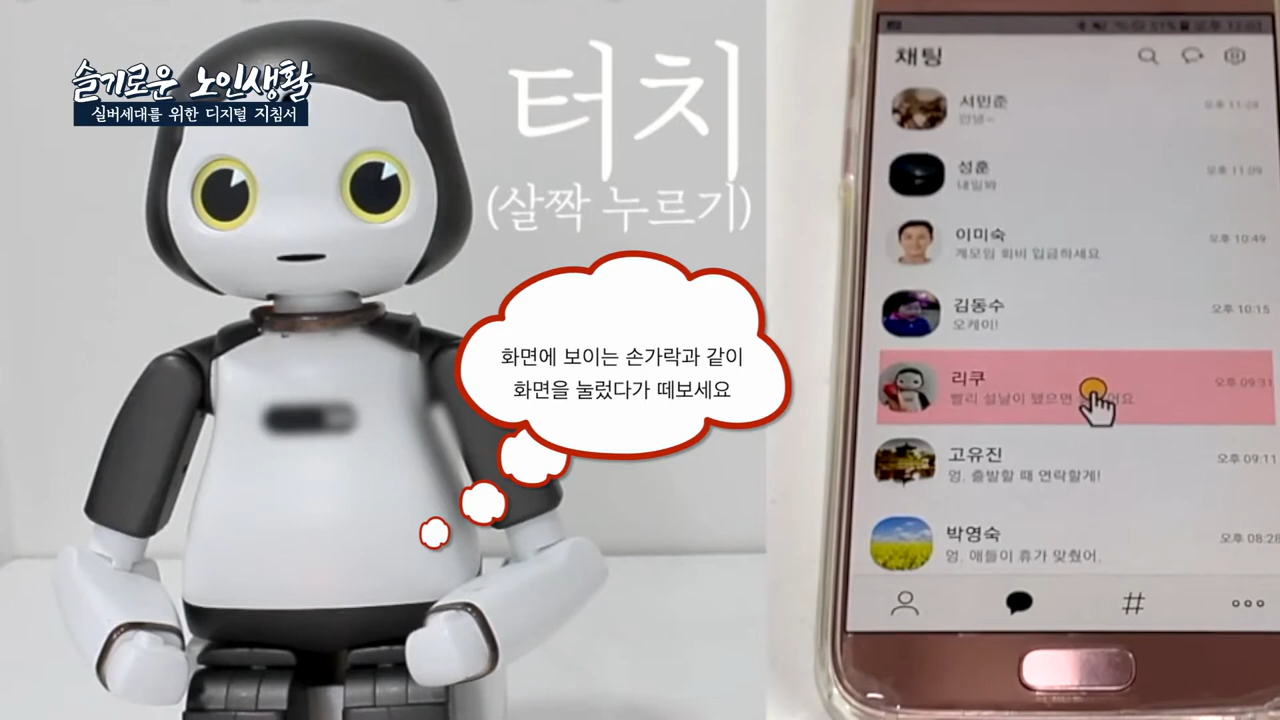 슬기로운 노인생활
실버세대를 위한 디지털 지침서
터치
(살짝 누르기)
화면에 보이는 손가락과 같이
화면을 눌렀다가 떼보세요
채팅
서민준
오후 11:28
안녕~
성훈
오후 11:09
내일봐
이미숙
오후 10:49
계모임 회비 입금하세요
김동수
오후 10:15
오케이!
리쿠
오후 09:31
빨리 설날이 됐으면
고유진
오후 09:11
엉. 출발할 때 연락할게!
박영숙
오후 08:28
엉. 애들이 휴가 맞췄어.